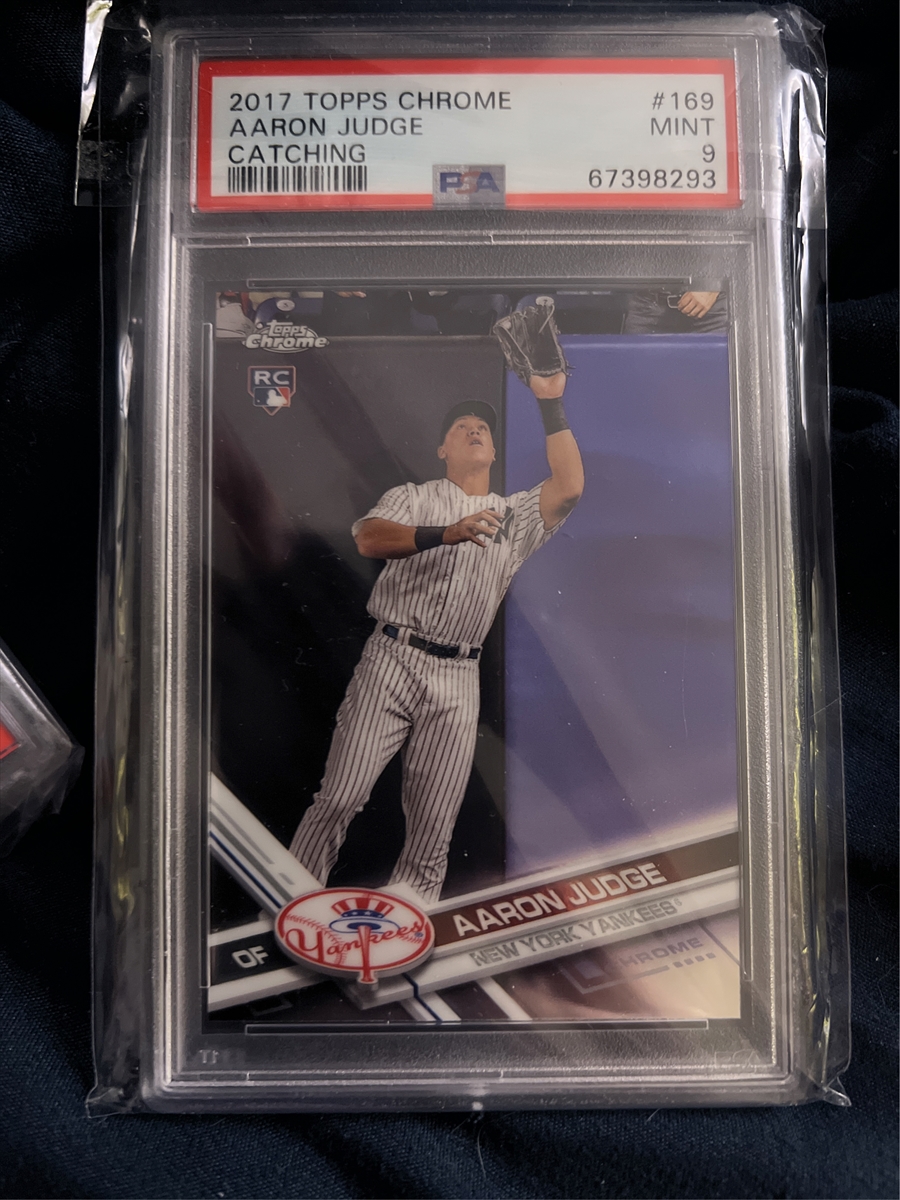 2017 TOPPS CHROME #169
AARON JUDGE MINT
CATCHING 9
PSA 67398293
Topps
Chrome
RC
NY
AARON JUDGE
NEW YORK YANKEES
CHROME
OF
Yankees